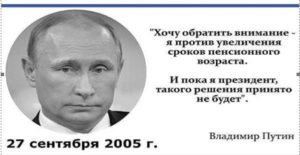 "Хочу обратить внимание -
я против увеличения
сроков пенсионного
возраста.
И пока я президент,
такого решения принято
не будет".
Владимир Путин
27 сентября 2005 г.